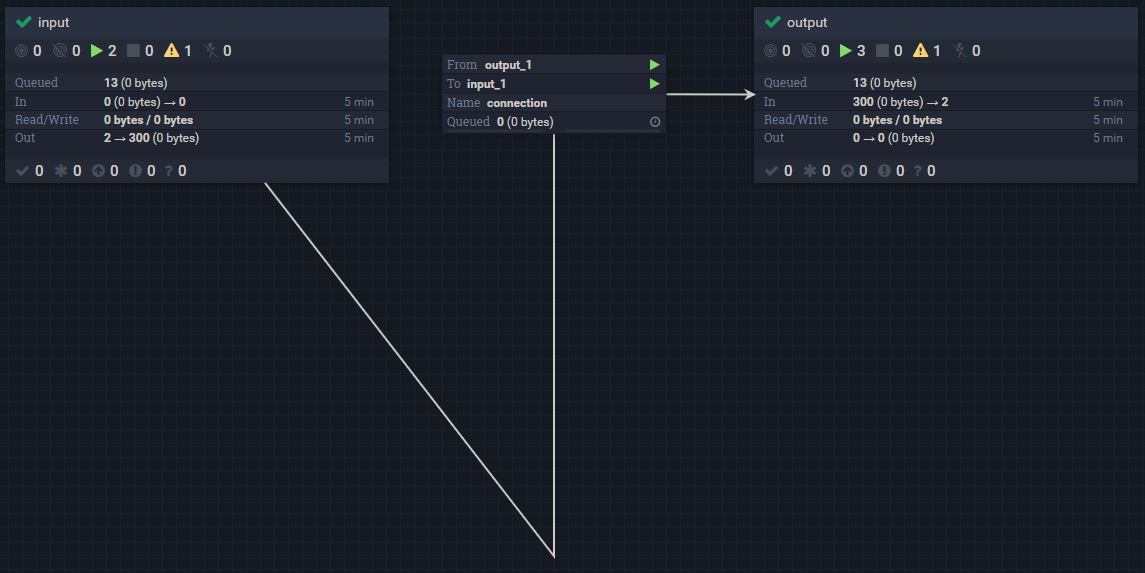 input
0 0 2 0 1 0
Queued 13 (0 bytes)
In 0 (0 bytes) → 0 5 min
Read/Write 0 bytes / 0 bytes 5 min
Out 2 → 300 (0 bytes) 5 min
0 0 0 0 ? 0
From output_1
To input_1
Name connection
Queued 0 (0 bytes)
output
0 0 3 0 1 0
Queued 13 (0 bytes)
In 300 (0 bytes) → 2 5 min
Read/Write 0 bytes / 0 bytes 5 min
Out 0 → 0 (0 bytes) 5 min
0 0 0 0 ? 0